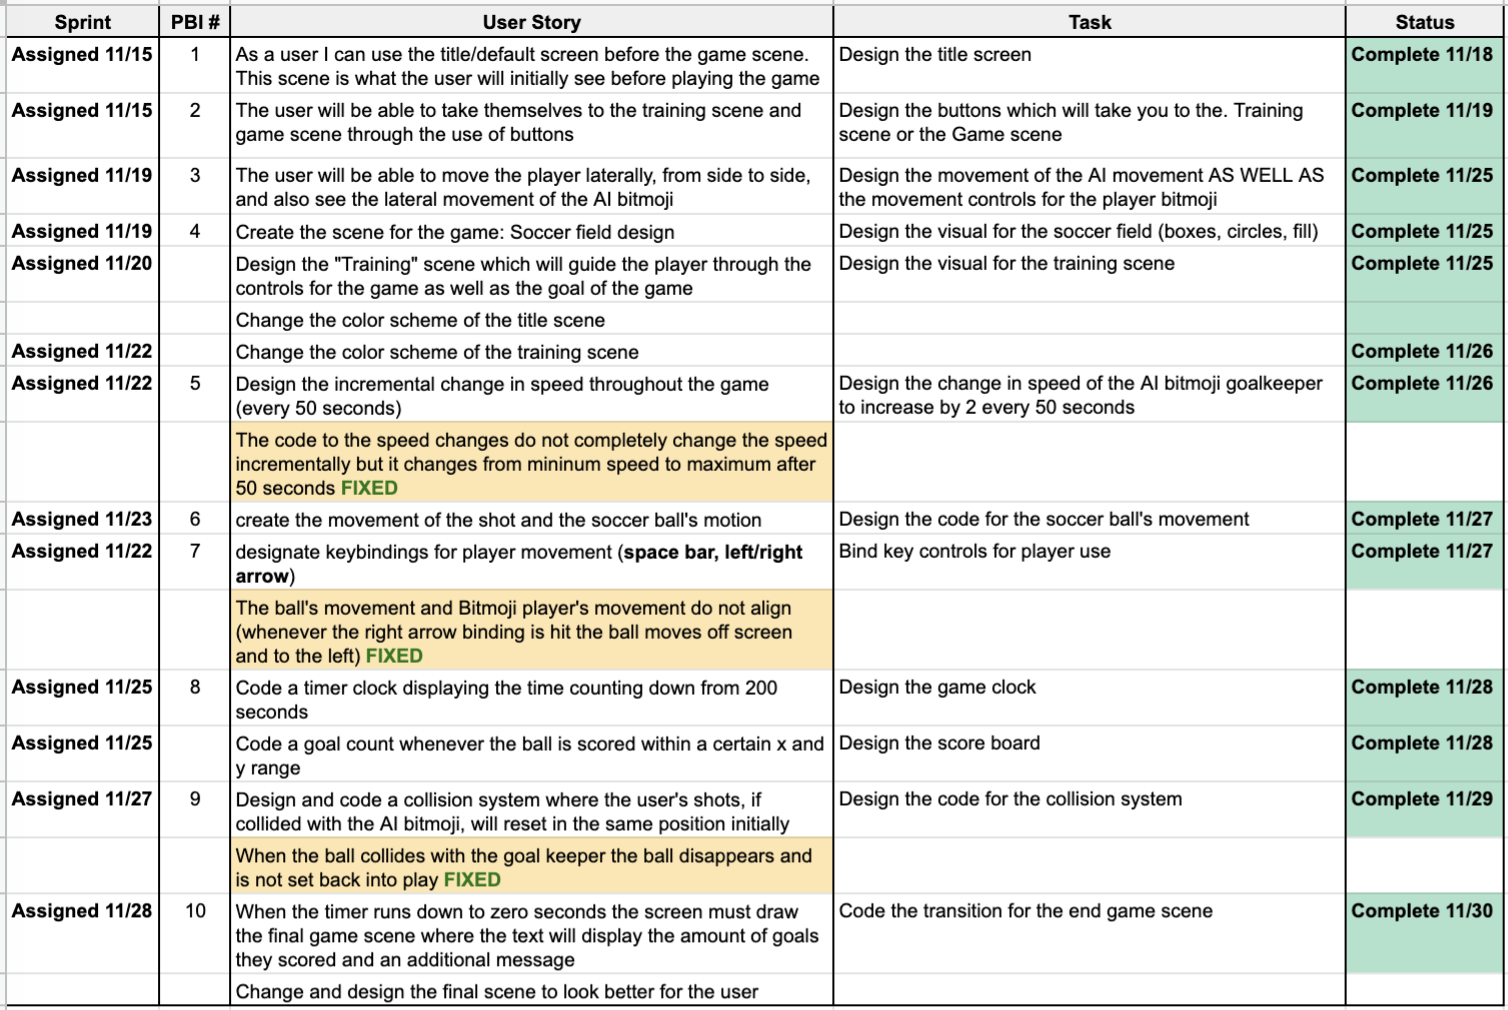 Sprint PBI # User Story Task Status
Assigned 11/15 1 As a user I can use the title/default screen before the game scene. Design the title screen Complete 11/18
This scene is what the user will initially see before playing the game
Assigned 11/15 2 The user will be able to take themselves to the training scene and Design the buttons which will take you to the. Training Complete 11/19
game scene through the use of buttons scene or the Game scene
Assigned 11/19 3 The user will be able to move the player laterally, from side to side, Design the movement of the AI movement AS WELL AS Complete 11/25
and also see the lateral movement of the AI bitmoji the movement controls for the player bitmoji
Assigned 11/19 4 Create the scene for the game: Soccer field design Design the visual for the soccer field (boxes, circles, fill) Complete 11/25
Assigned 11/20 Design the "Training" scene which will guide the player through the Design the visual for the training scene Complete 11/25
controls for the game as well as the goal of the game
Change the color scheme of the title scene
Assigned 11/22 Change the color scheme of the training scene Complete 11/26
Assigned 11/22 5 Design the incremental change in speed throughout the game Design the change in speed of the AI bitmoji goalkeeper Complete 11/26
(every 50 seconds) to increase by 2 every 50 seconds
The code to the speed changes do not completely change the speed
incrementally but it changes from mininum speed to maximum after
50 seconds FIXED
Assigned 11/23 6 create the movement of the shot and the soccer ball's motion Design the code for the soccer ball's movement Complete 11/27
Assigned 11/22 7 designate keybindings for player movement (space bar, left/right Bind key controls for player use Complete 11/27
arrow)
The ball's movement and Bitmoji player's movement do not align
(whenever the right arrow binding is hit the ball moves off screen
and to the left) FIXED
Assigned 11/25 8 Code a timer clock displaying the time counting down from 200 Design the game clock Complete 11/28
seconds
Assigned 11/25 Code a goal count whenever the ball is scored within a certain x and Design the score board Complete 11/28
y range
Assigned 11/27 9 Design and code a collision system where the user's shots, if Design the code for the collision system Complete 11/29
collided with the AI bitmoji, will reset in the same position initially
When the ball collides with the goal keeper the ball disappears and
is not set back into play FIXED
Assigned 11/28 10 When the timer runs down to zero seconds the screen must draw Code the transition for the end game scene Complete 11/30
the final game scene where the text will display the amount of goals
they scored and an additional message
Change and design the final scene to look better for the user